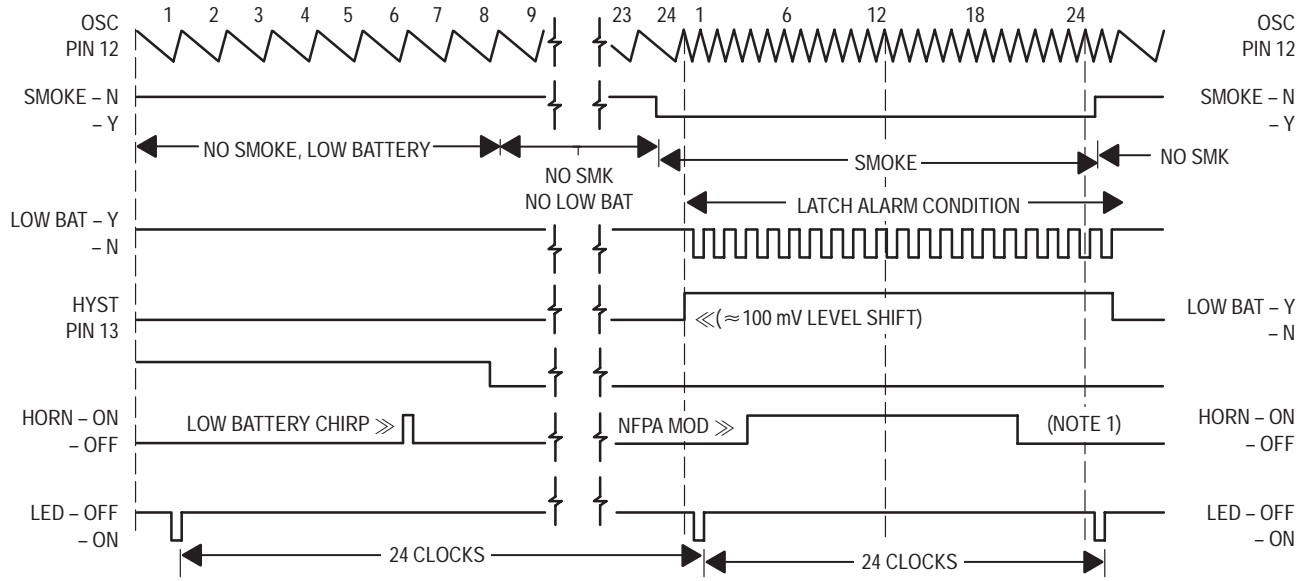 OSC
PIN 12
1 2 3 4 5 6 7 8 9 23 24 1 6 12 18 24
OSC
PIN 12
SMOKE – N
– Y
SMOKE – N
– Y
NO SMOKE, LOW BATTERY
NO SMK
NO LOW BAT
SMOKE
NO SMK
LATCH ALARM CONDITION
LOW BAT – Y
– N
HYST
PIN 13
≪(≈100 mV LEVEL SHIFT)
LOW BAT – Y
– N
HORN – ON
– OFF
LOW BATTERY CHIRP ≫
NFPA MOD ≫
(NOTE 1)
HORN – ON
– OFF
LED – OFF
– ON
24 CLOCKS
24 CLOCKS
LED – OFF
– ON